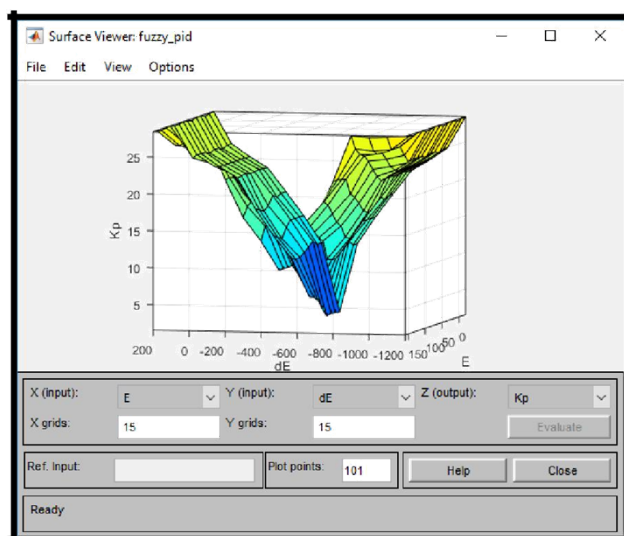 Surface Viewer: fuzzy_pid
File Edit View Options
25
20
15
10
5
Kp
200 0 -200 -400 -600 -800 -1000 -1200 150 100 50 0
dE
E
X (input): E Y (input): dE Z (output): Kp
X grids: 15 Y grids: 15 Evaluate
Ref. Input: Plot points: 101 Help Close
Ready